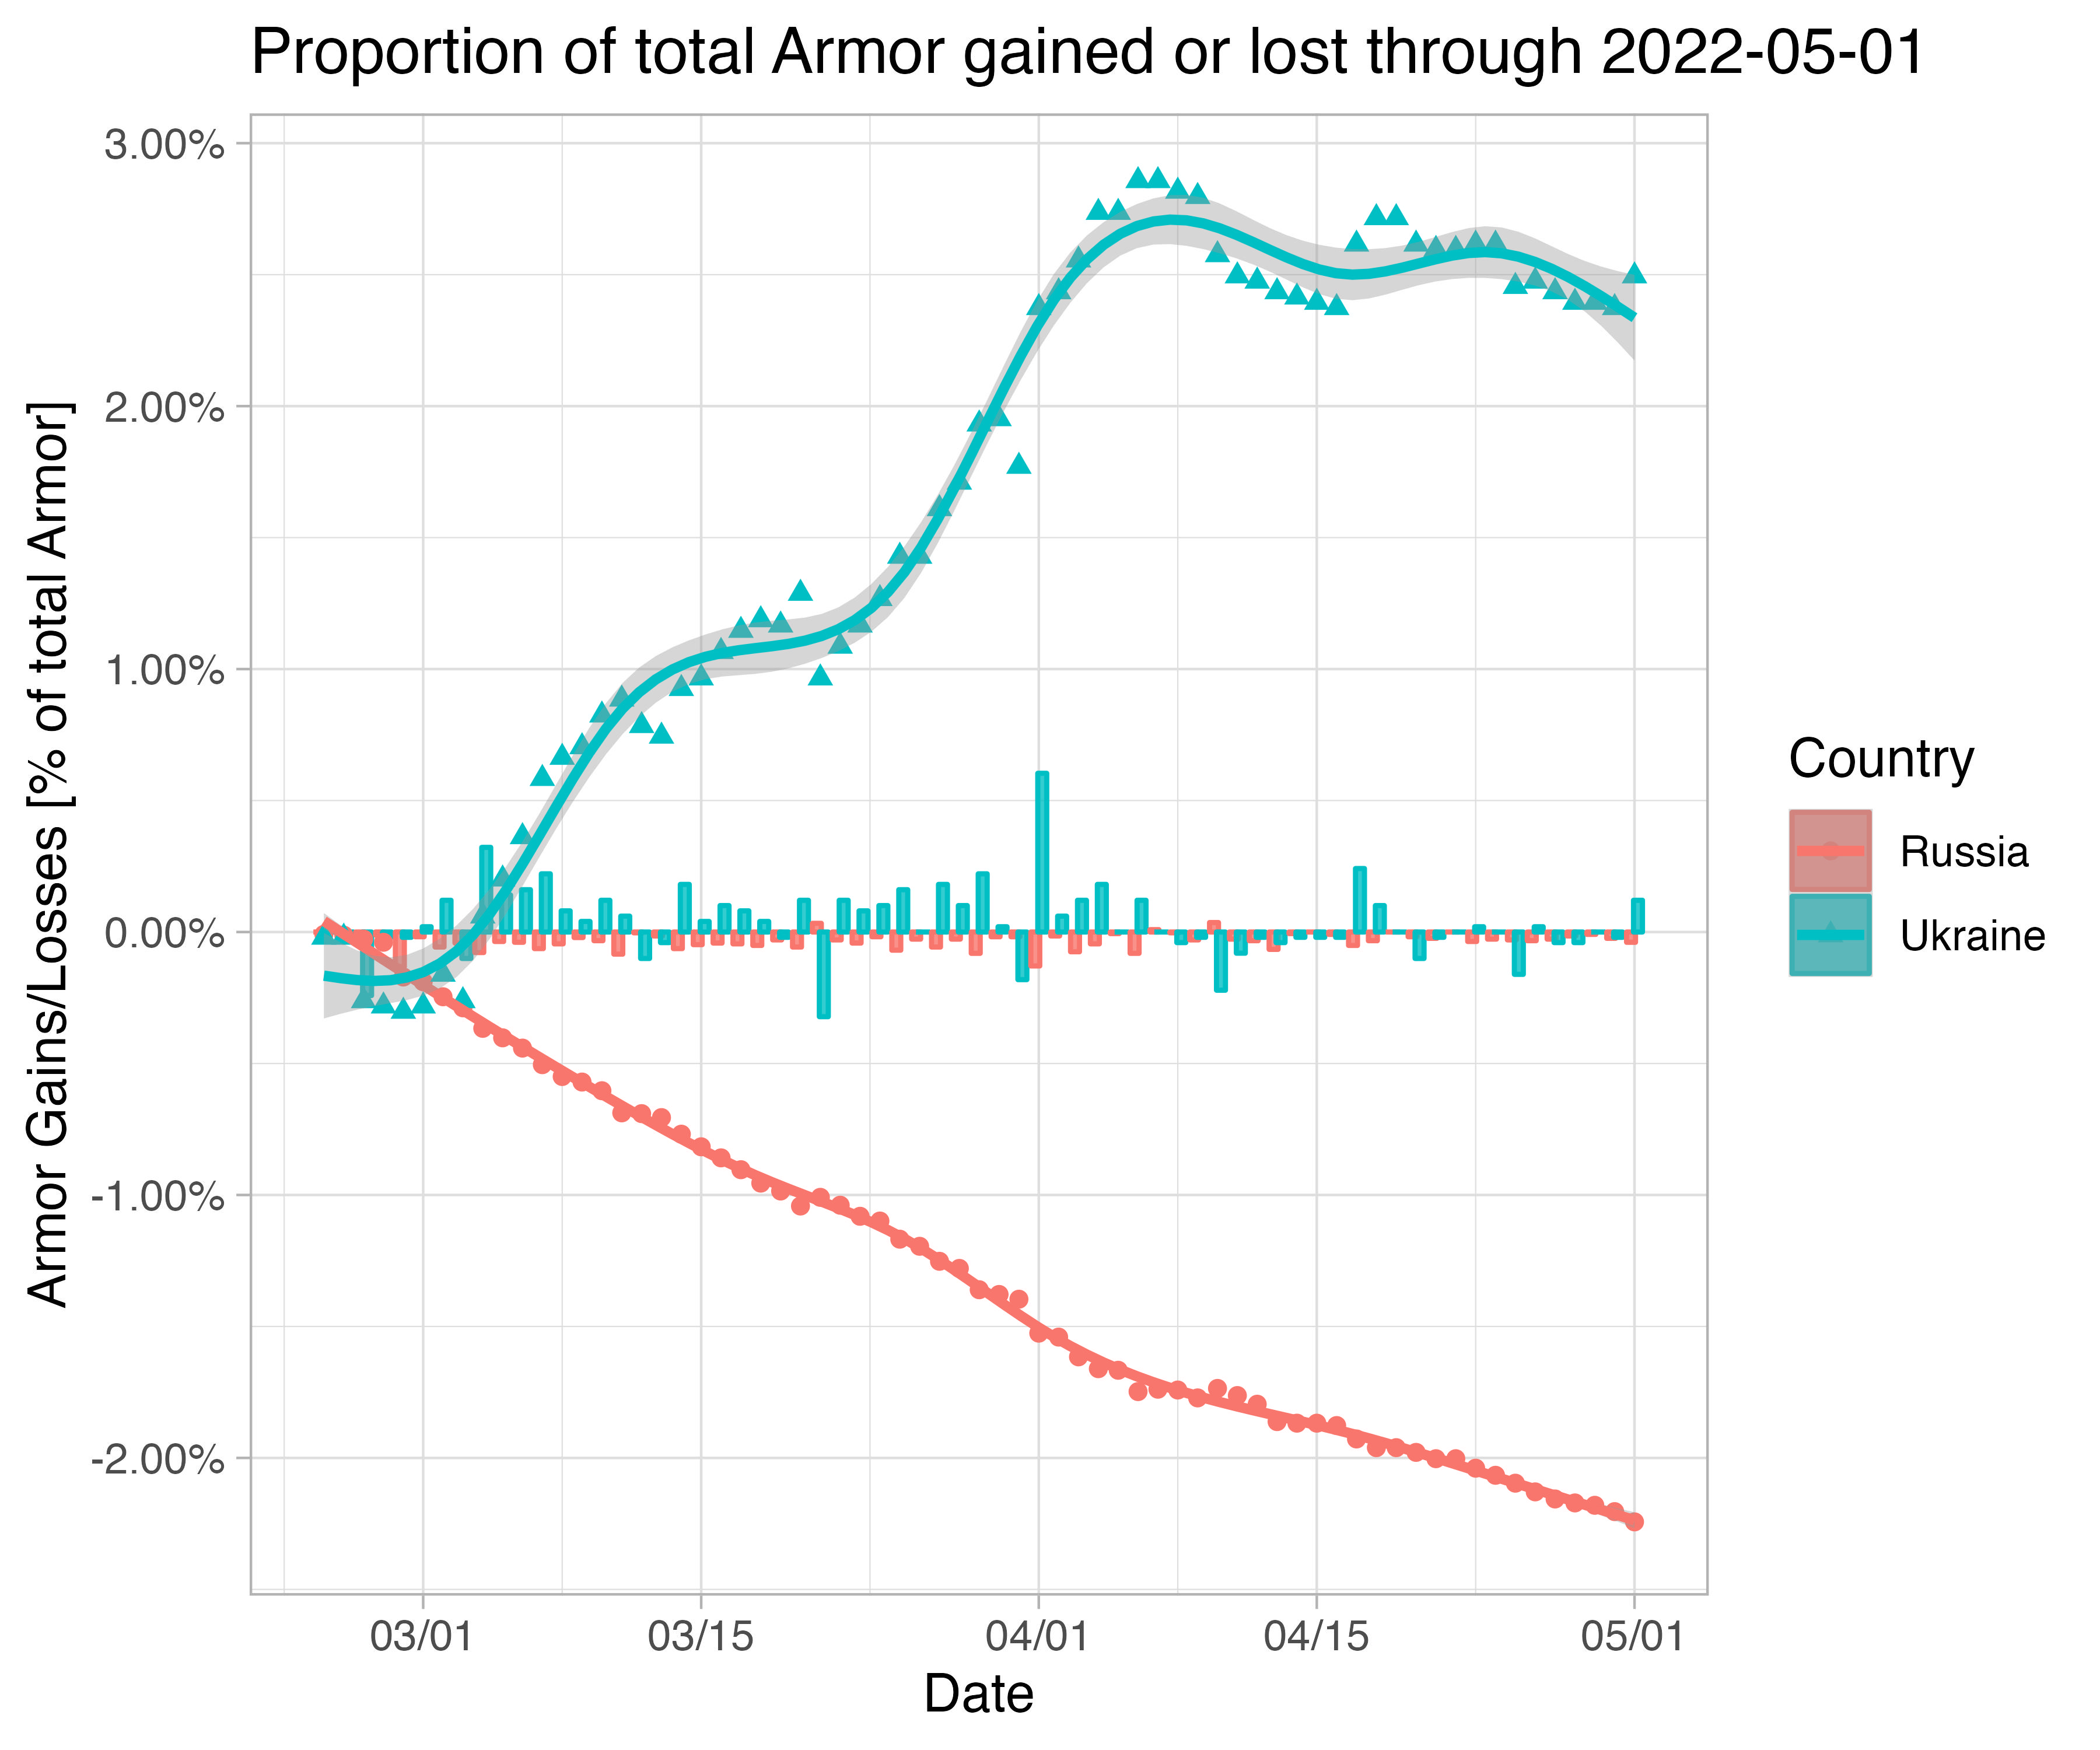 Proportion of total Armor gained or lost through 2022-05-01
Armor Gains/Losses [% of total Armor]
3.00%
2.00%
1.00%
0.00%
-1.00%
-2.00%
03/01
03/15
04/01
04/15
05/01
Date
Country
Russia
Ukraine